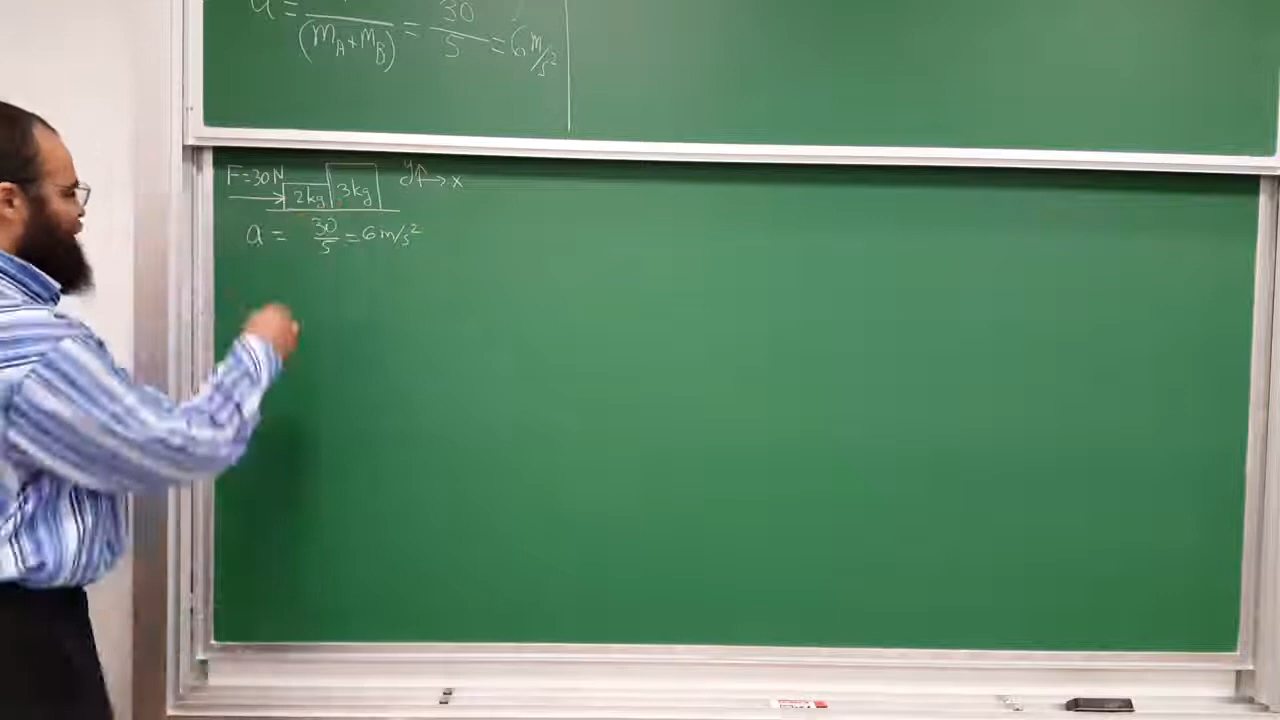 a = / (m_A + m_B) = 30 / 5 = 6 m/s²
F=30N 2kg 3kg y x
a = 30/5 = 6 m/s²